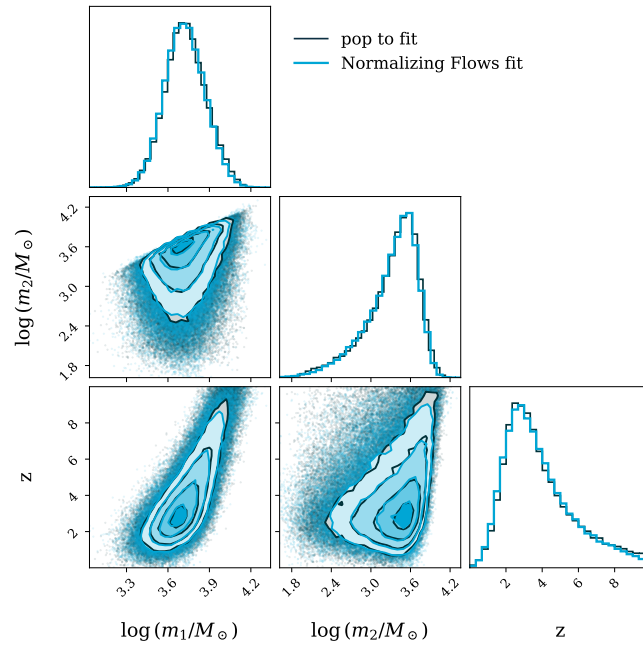 pop to fit
Normalizing Flows fit
log (m₂/M⊙)
4.2
3.6
3.0
2.4
1.8
z
8
6
4
2
3.3 3.6 3.9 4.2
1.8 2.4 3.0 3.6 4.2
2 4 6 8
log (m₁/M⊙) log (m₂/M⊙) z